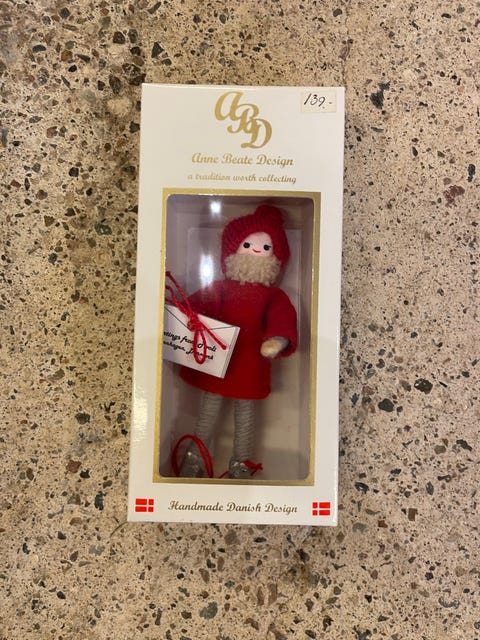 ABD
139.-
Anne Beate Design
a tradition worth collecting
Handmade Danish Design